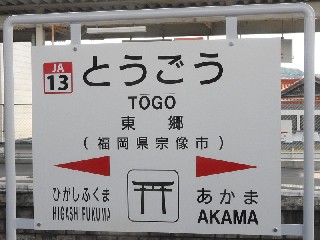 JA
13
とうごう
TŌGŌ
東郷
(福岡県宗像市)
ひがしふくま
HIGASHI FUKUMA
あかま
AKAMA